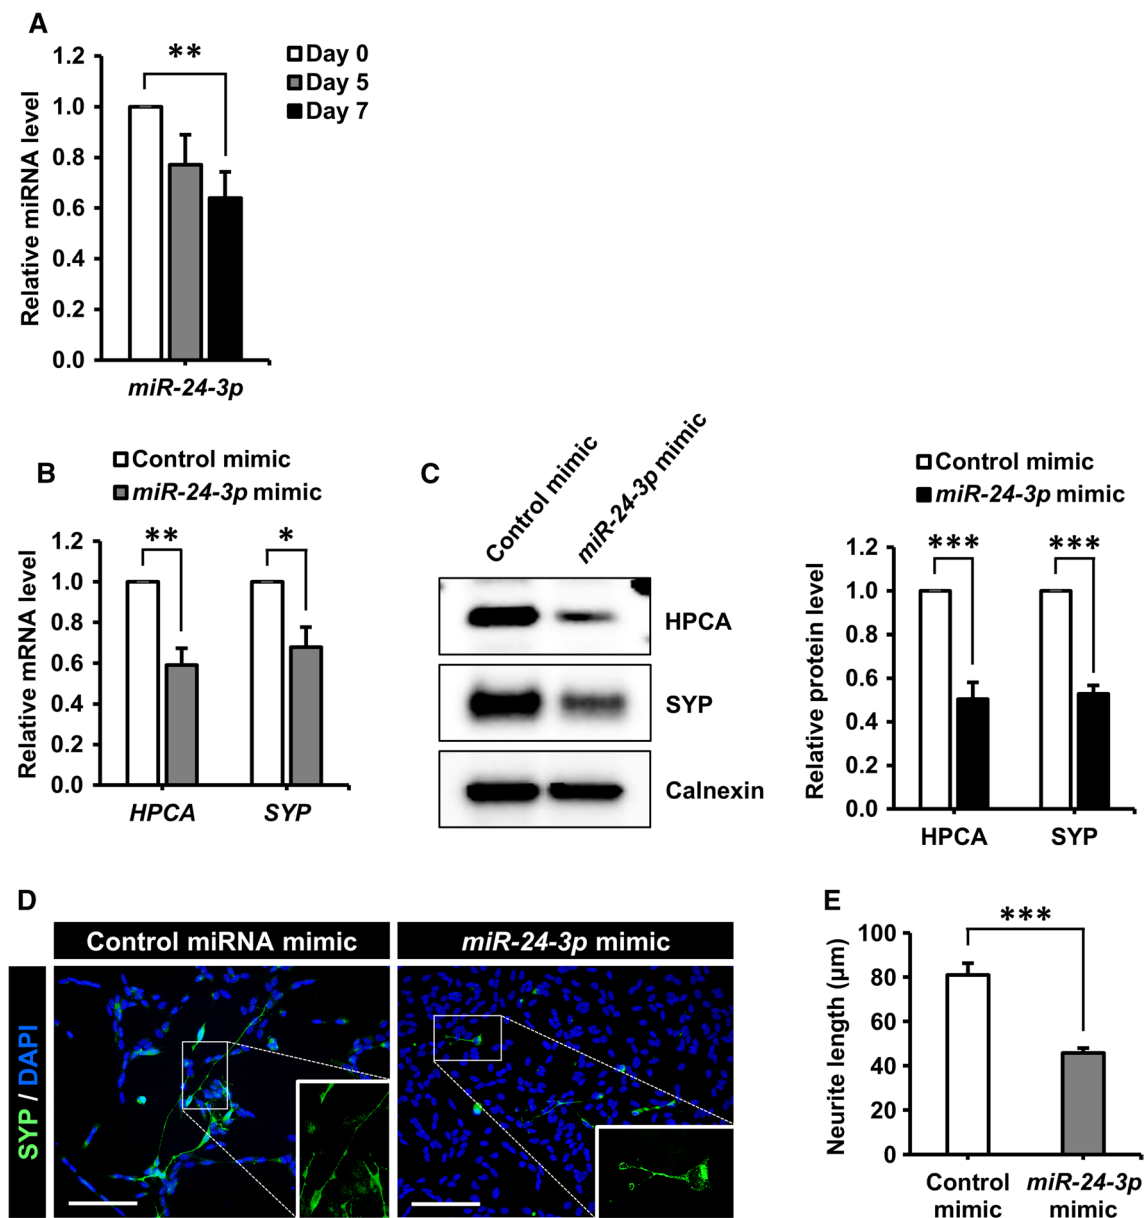 A
Relative miRNA level
1.2
1.0
0.8
0.6
0.4
0.2
0.0
**
Day 0
Day 5
Day 7
miR-24-3p
B
Control mimic
miR-24-3p mimic
Relative mRNA level
1.2
1.0
0.8
0.6
0.4
0.2
0.0
**
*
HPCA
SYP
C
Control mimic
miR-24-3p mimic
HPCA
SYP
Calnexin
Control mimic
miR-24-3p mimic
Relative protein level
1.2
1.0
0.8
0.6
0.4
0.2
0.0
***
***
HPCA
SYP
D
Control miRNA mimic
miR-24-3p mimic
SYP / DAPI
E
Neurite length (µm)
100
80
60
40
20
0
***
Control
mimic
miR-24-3p
mimic